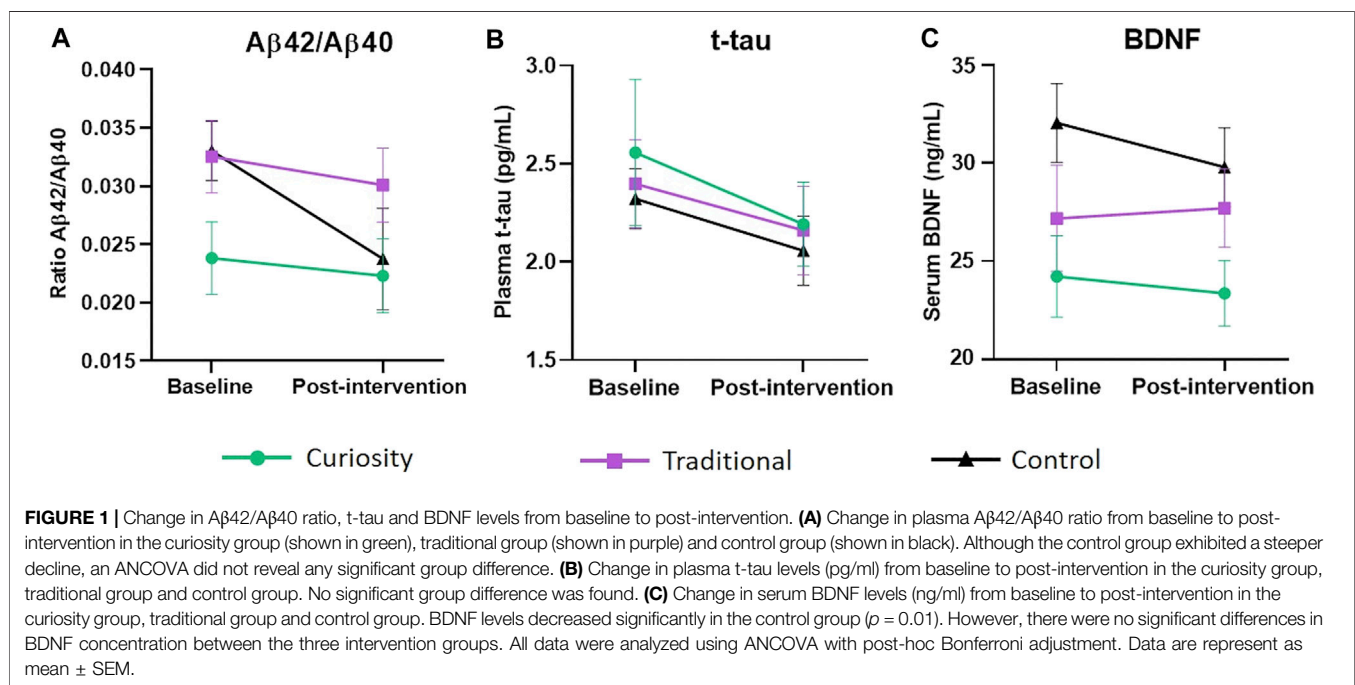 A
Aβ42/Aβ40
Ratio Aβ42/Aβ40
0.040
0.035
0.030
0.025
0.020
0.015
Baseline
Post-intervention
B
t-tau
Plasma t-tau (pg/mL)
3.0
2.5
2.0
1.5
Baseline
Post-intervention
C
BDNF
Serum BDNF (ng/mL)
35
30
25
20
Baseline
Post-intervention
Curiosity
Traditional
Control
FIGURE 1 | Change in Aβ42/Aβ40 ratio, t-tau and BDNF levels from baseline to post-intervention. (A) Change in plasma Aβ42/Aβ40 ratio from baseline to post-
intervention in the curiosity group (shown in green), traditional group (shown in purple) and control group (shown in black). Although the control group exhibited a steeper
decline, an ANCOVA did not reveal any significant group difference. (B) Change in plasma t-tau levels (pg/ml) from baseline to post-intervention in the curiosity group,
traditional group and control group. No significant group difference was found. (C) Change in serum BDNF levels (ng/ml) from baseline to post-intervention in the
curiosity group, traditional group and control group. BDNF levels decreased significantly in the control group (p = 0.01). However, there were no significant differences in
BDNF concentration between the three intervention groups. All data were analyzed using ANCOVA with post-hoc Bonferroni adjustment. Data are represent as
mean ± SEM.